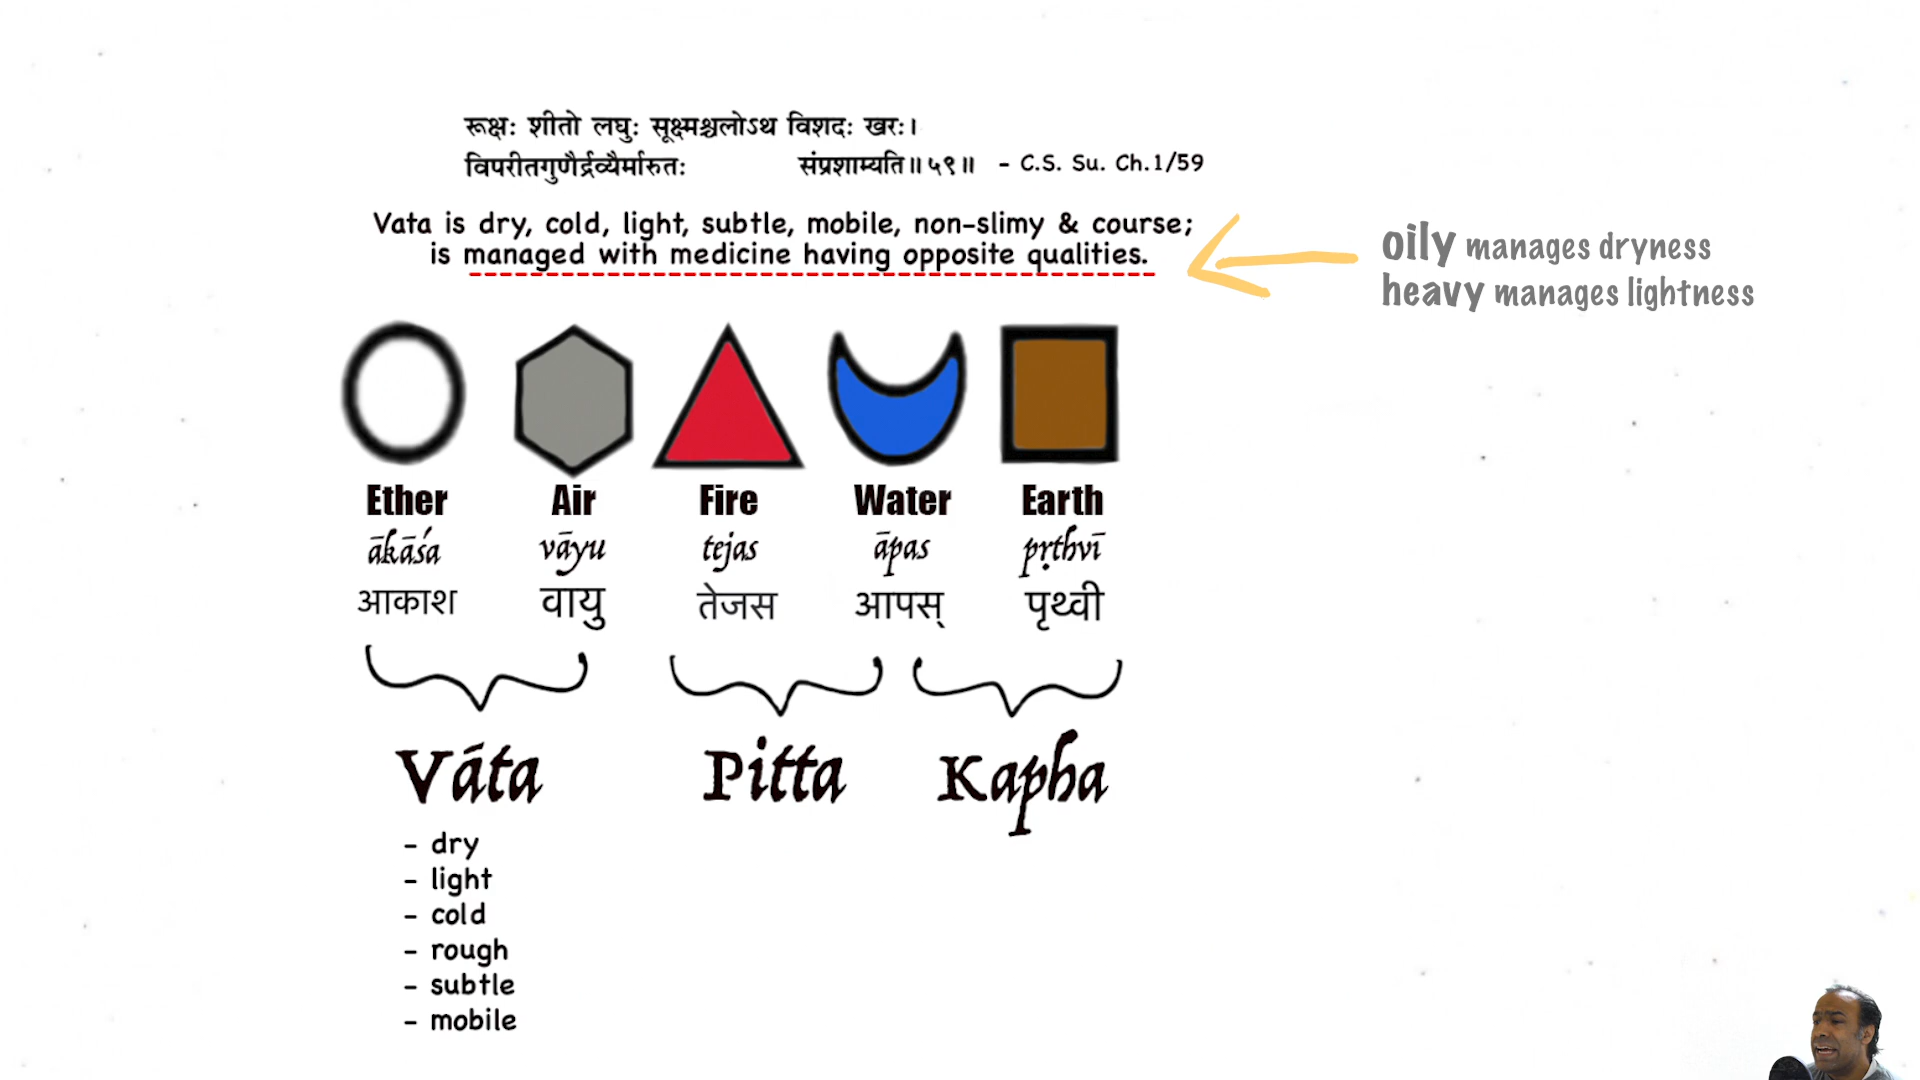 रूक्षः शीतो लघुः सूक्ष्मश्चलोऽथ विशदः खरः।
विपरीतगुणैर्द्रव्यैर्मारुतः संप्रशाम्यति॥५९॥ - C.S. Su. Ch.1/59
Vata is dry, cold, light, subtle, mobile, non-slimy & course;
is managed with medicine having opposite qualities.
oily manages dryness
heavy manages lightness
Ether Air Fire Water Earth
ākāśa vāyu tejas āpas pṛthvī
आकाश वायु तेजस आपस् पृथ्वी
Váta Pitta Kapha
- dry
- light
- cold
- rough
- subtle
- mobile